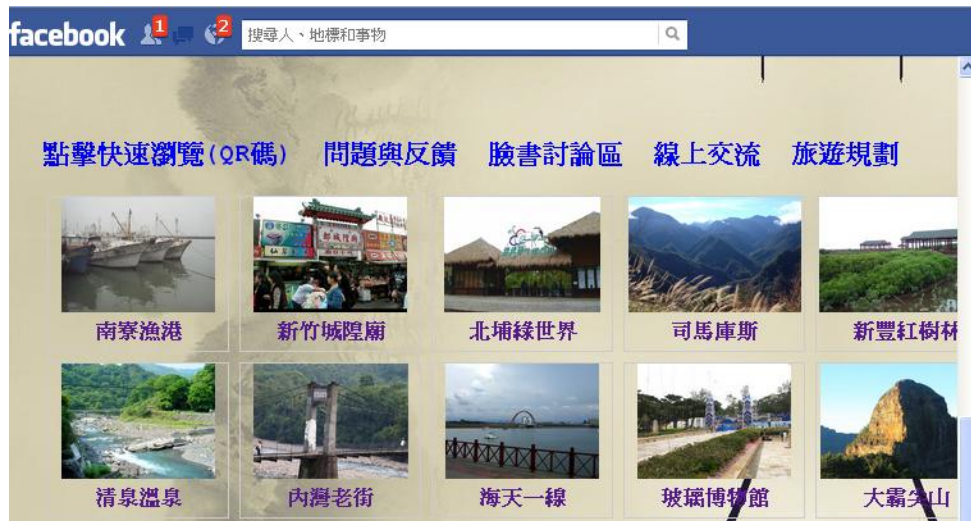 facebook 1 2 搜尋人、地標和事物
點擊快速瀏覽(QR碼) 問題與反饋 臉書討論區 線上交流 旅遊規劃
南寮漁港 新竹城隍廟 北埔綠世界 司馬庫斯 新豐紅樹林
清泉溫泉 內灣老街 海天一線 玻璃博物館 大霸尖山